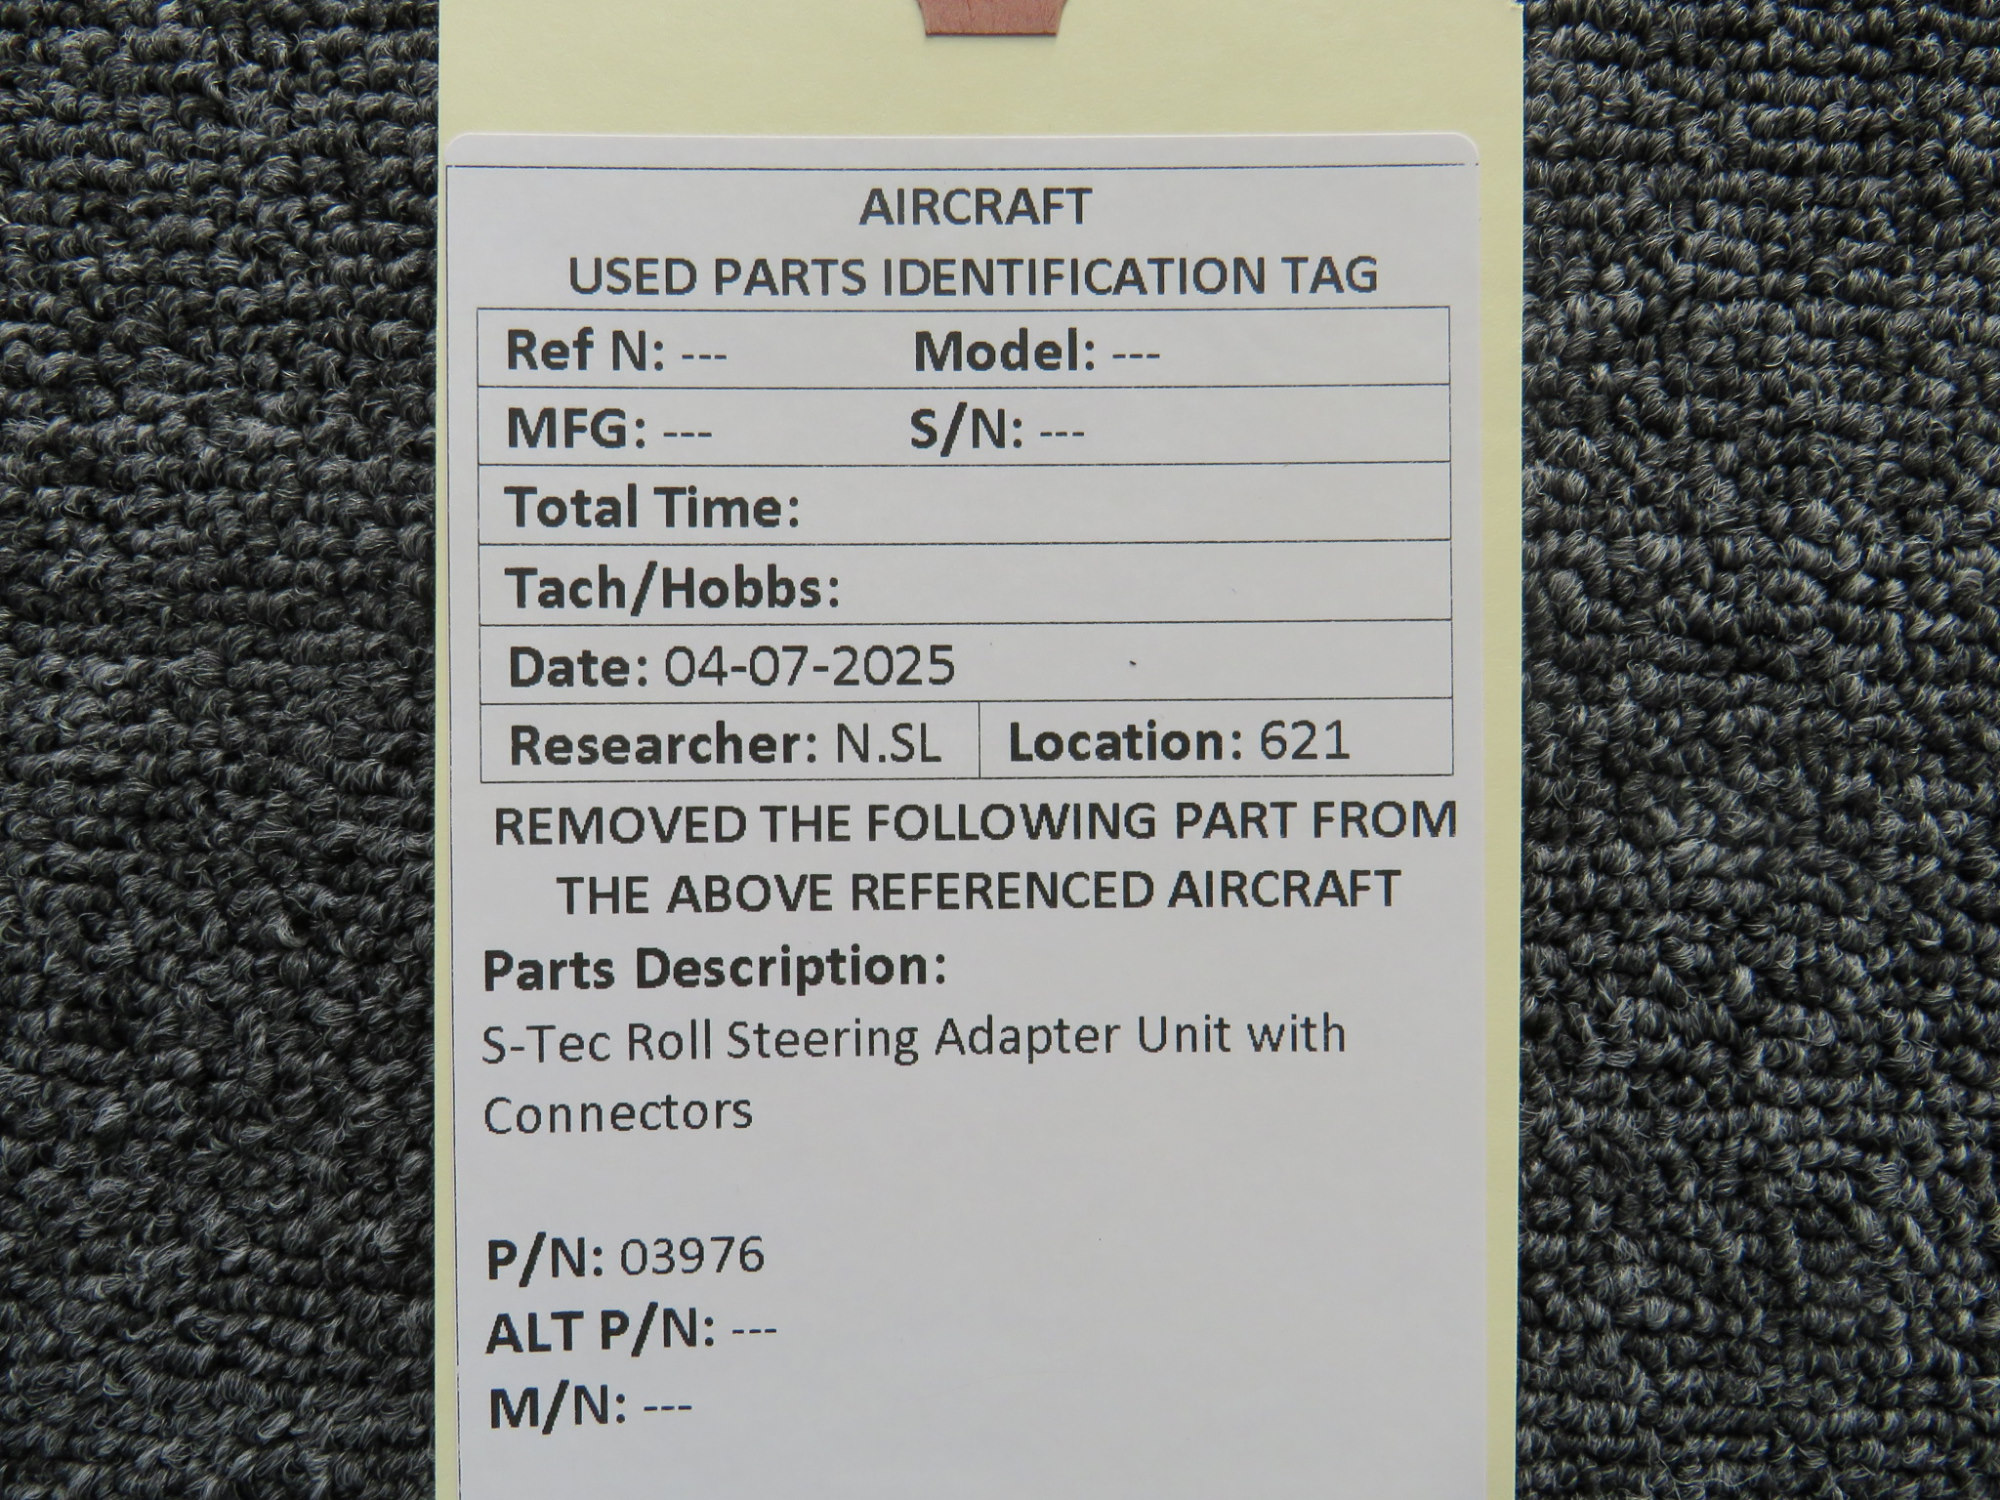 AIRCRAFT
USED PARTS IDENTIFICATION TAG
Ref N: --- Model: ---
MFG: --- S/N: ---
Total Time:
Tach/Hobbs:
Date: 04-07-2025
Researcher: N.SL Location: 621
REMOVED THE FOLLOWING PART FROM
THE ABOVE REFERENCED AIRCRAFT
Parts Description:
S-Tec Roll Steering Adapter Unit with
Connectors
P/N: 03976
ALT P/N: ---
M/N: ---